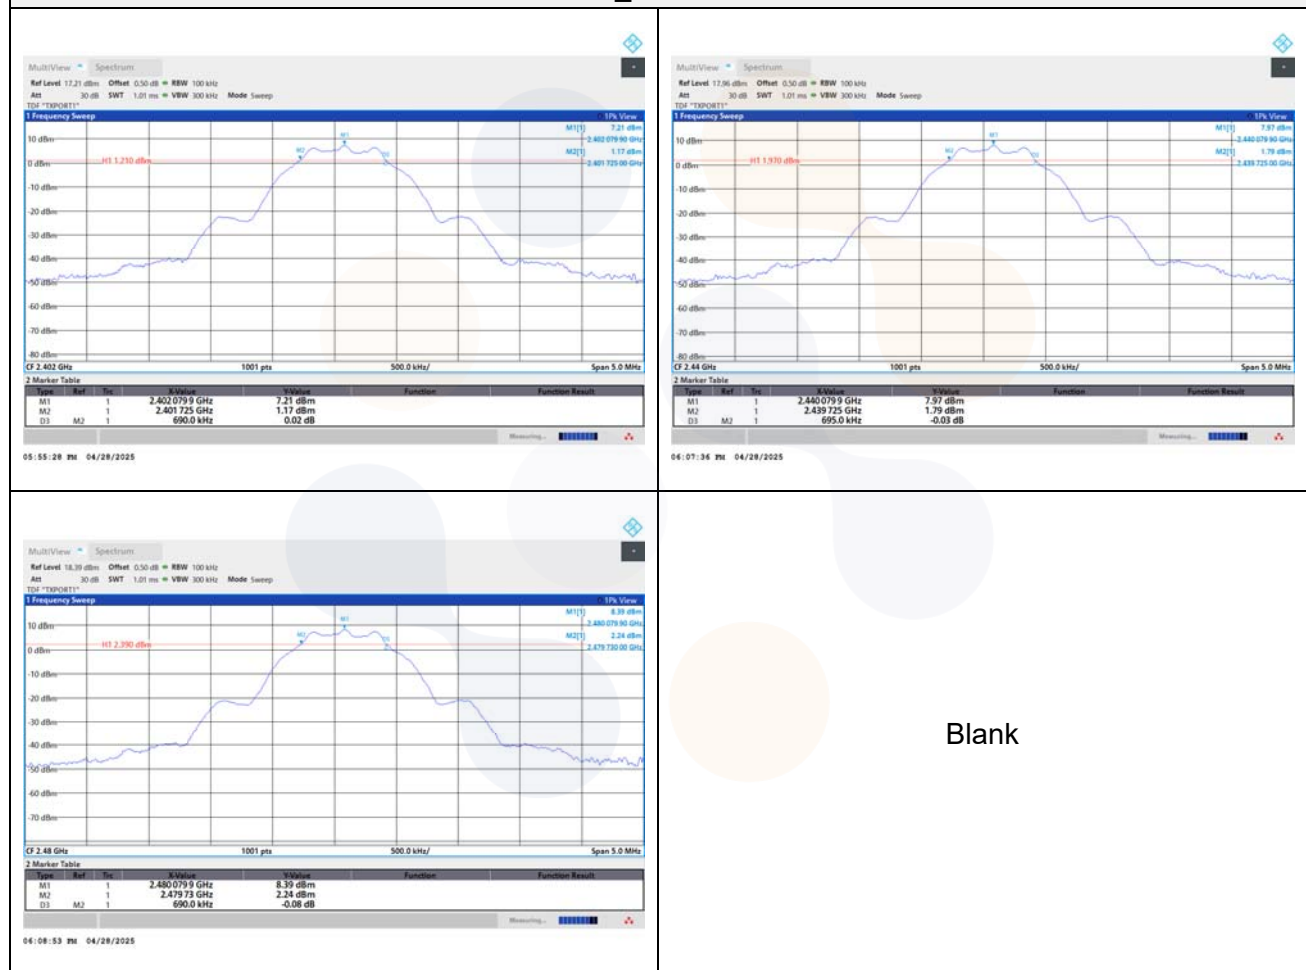 MultiView Spectrum
Ref Level 17.21 dBm Offset 0.50 dB RBW 100 kHz
Att 30 dB SWT 1.01 ms VBW 300 kHz Mode Sweep
TDF "TXPORT1"
1 Frequency Sweep 1Pk View
M1[1] 7.21 dBm
2.402 079 90 GHz
M2[1] 1.17 dBm
2.401 725 00 GHz
M1
M2
D3
H1 1.210 dBm
10 dBm
0 dBm
-10 dBm
-20 dBm
-30 dBm
-40 dBm
-50 dBm
-60 dBm
-70 dBm
-80 dBm
CF 2.402 GHz 1001 pts 500.0 kHz/ Span 5.0 MHz
2 Marker Table
Type Ref Trc X-Value Y-Value Function Function Result
M1 1 2.402 079 9 GHz 7.21 dBm
M2 1 2.401 725 GHz 1.17 dBm
D3 M2 1 690.0 kHz 0.02 dB
Measuring...
05:55:28 PM 04/28/2025
MultiView Spectrum
Ref Level 17.96 dBm Offset 0.50 dB RBW 100 kHz
Att 30 dB SWT 1.01 ms VBW 300 kHz Mode Sweep
TDF "TXPORT1"
1 Frequency Sweep 1Pk View
M1[1] 7.97 dBm
2.440 079 90 GHz
M2[1] 1.79 dBm
2.439 725 00 GHz
M1
M2
D3
H1 1.970 dBm
10 dBm
0 dBm
-10 dBm
-20 dBm
-30 dBm
-40 dBm
-50 dBm
-60 dBm
-70 dBm
-80 dBm
CF 2.44 GHz 1001 pts 500.0 kHz/ Span 5.0 MHz
2 Marker Table
Type Ref Trc X-Value Y-Value Function Function Result
M1 1 2.440 079 9 GHz 7.97 dBm
M2 1 2.439 725 GHz 1.79 dBm
D3 M2 1 695.0 kHz -0.03 dB
Measuring...
06:07:36 PM 04/28/2025
MultiView Spectrum
Ref Level 18.39 dBm Offset 0.50 dB RBW 100 kHz
Att 30 dB SWT 1.01 ms VBW 300 kHz Mode Sweep
TDF "TXPORT1"
1 Frequency Sweep 1Pk View
M1[1] 8.39 dBm
2.480 079 90 GHz
M2[1] 2.24 dBm
2.479 730 00 GHz
M1
M2
D3
H1 2.390 dBm
10 dBm
0 dBm
-10 dBm
-20 dBm
-30 dBm
-40 dBm
-50 dBm
-60 dBm
-70 dBm
CF 2.48 GHz 1001 pts 500.0 kHz/ Span 5.0 MHz
2 Marker Table
Type Ref Trc X-Value Y-Value Function Function Result
M1 1 2.480 079 9 GHz 8.39 dBm
M2 1 2.479 73 GHz 2.24 dBm
D3 M2 1 690.0 kHz -0.08 dB
Measuring...
06:08:53 PM 04/28/2025
Blank